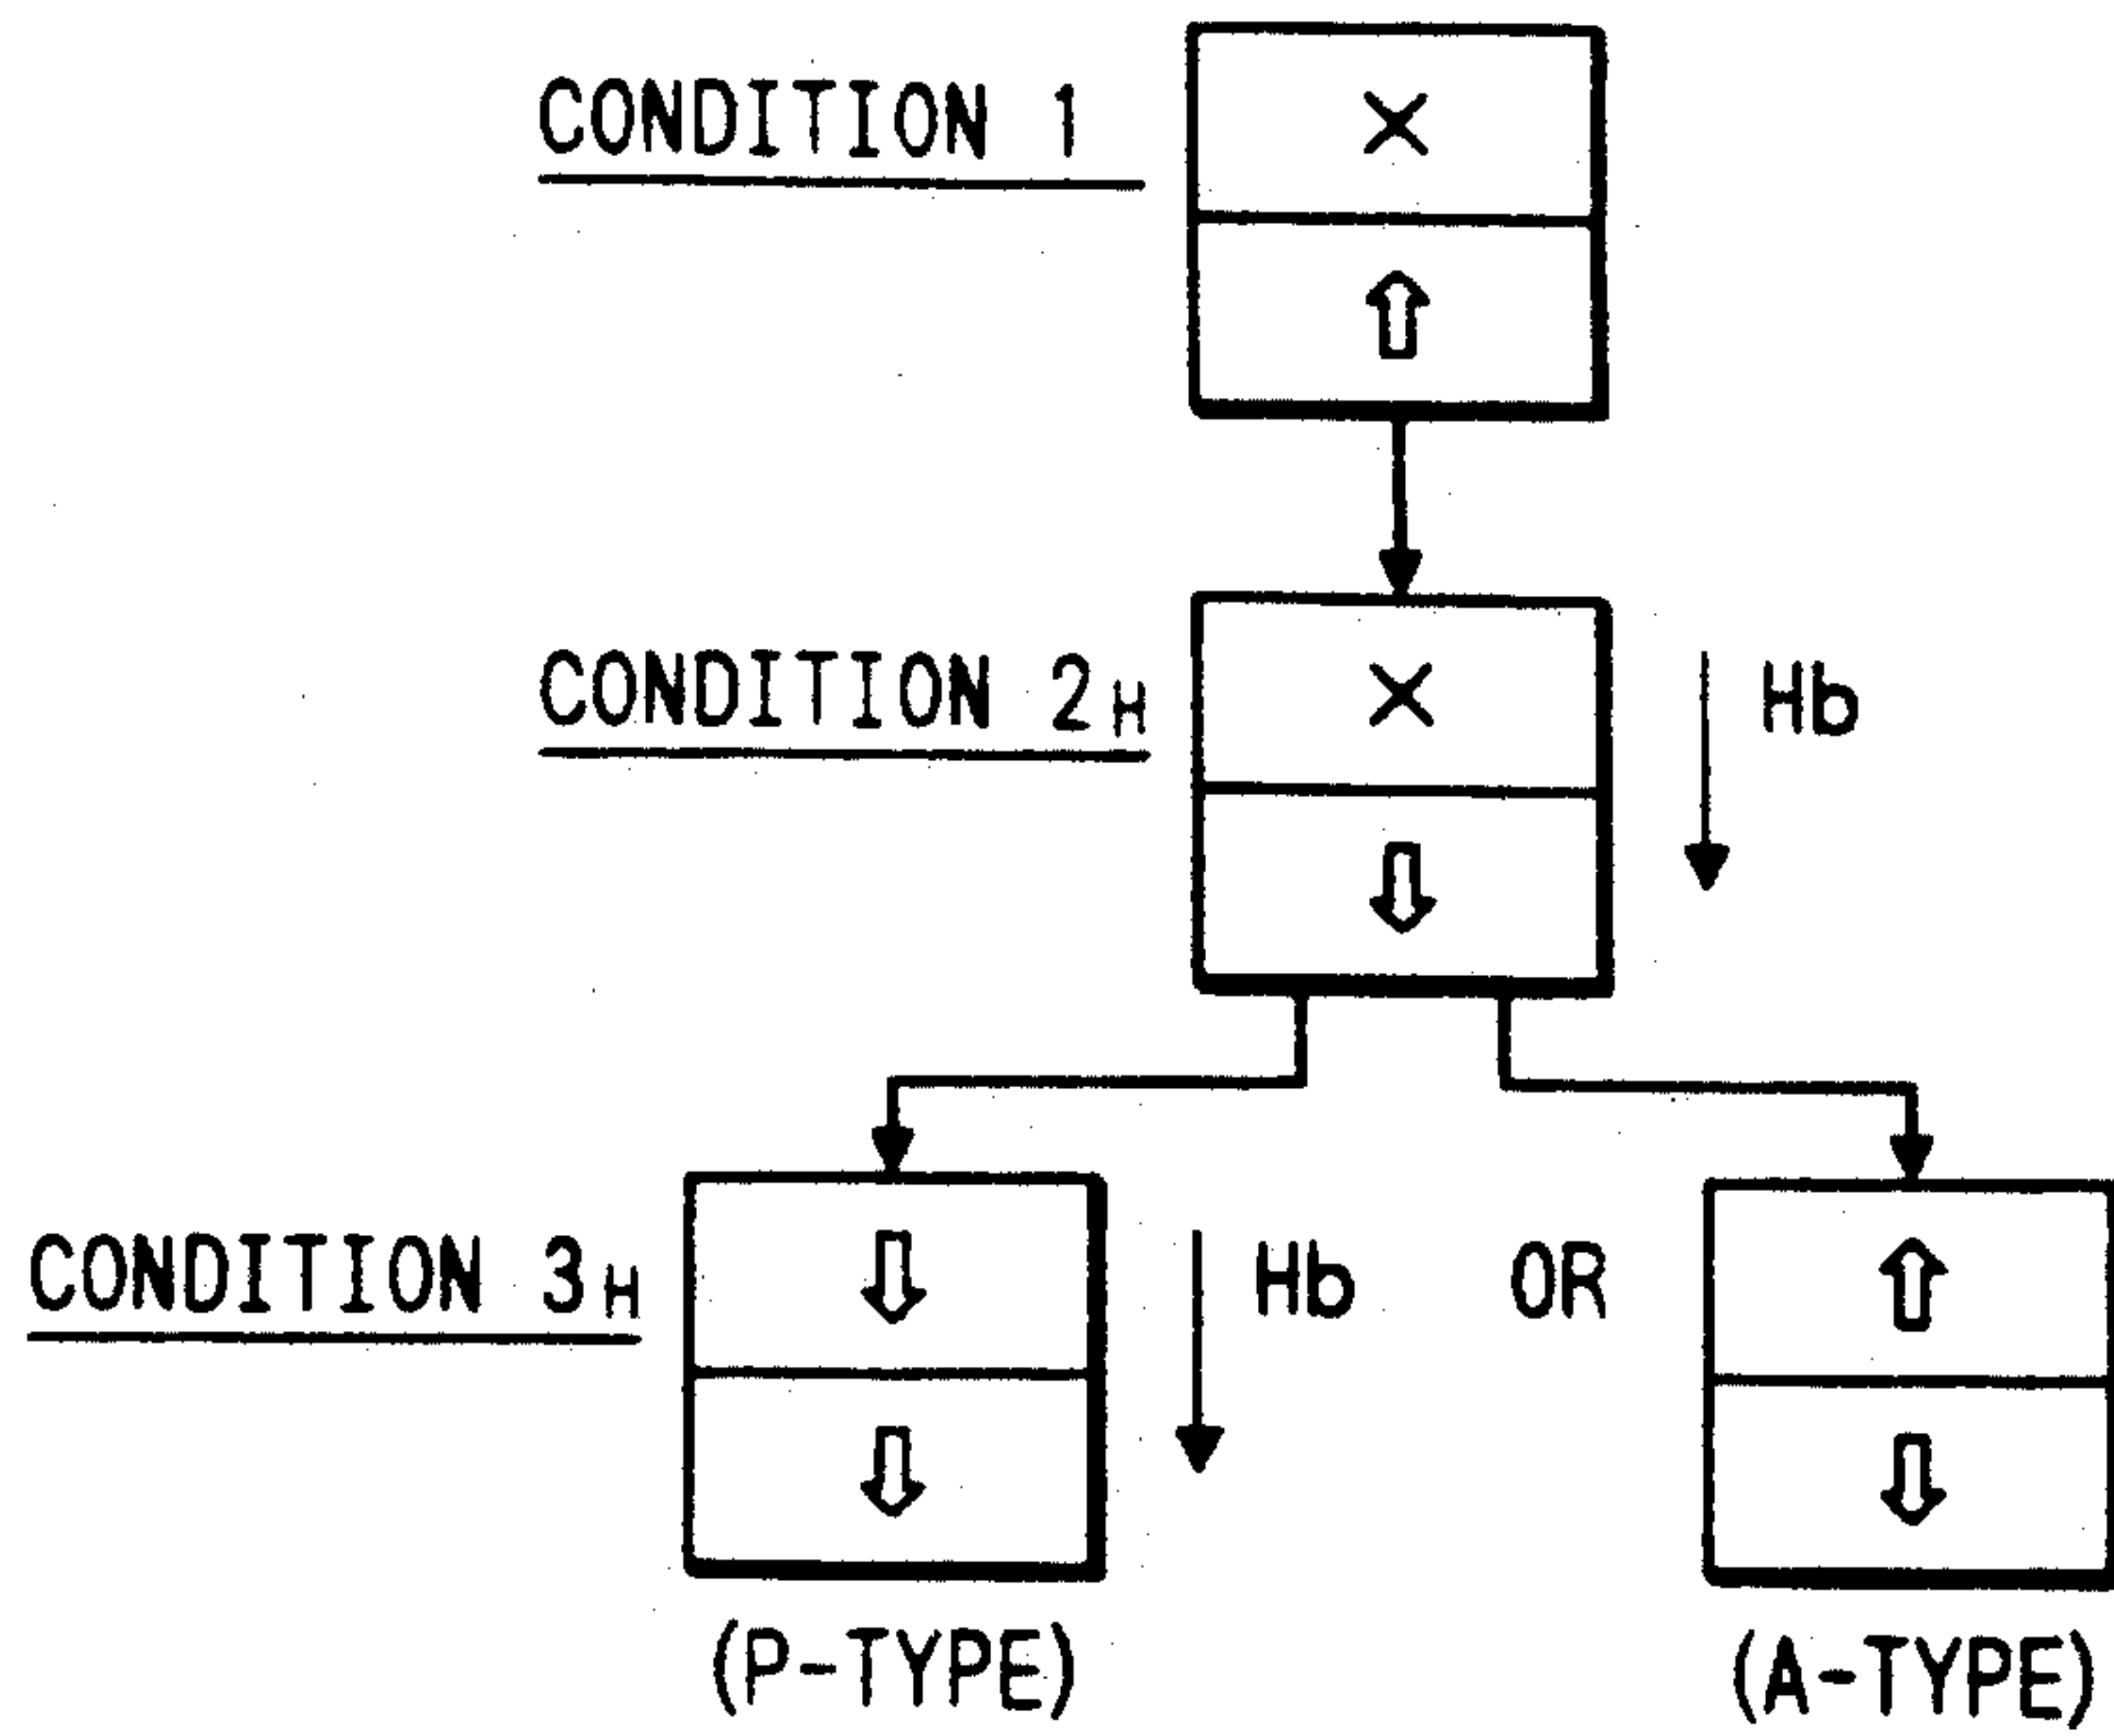 CONDITION 1
CONDITION 2H
Hb
CONDITION 3H
Hb
OR
(P-TYPE)
(A-TYPE)